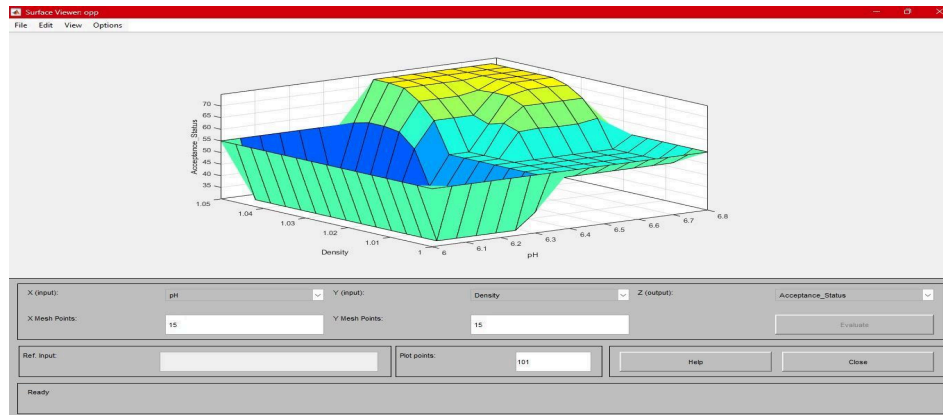 Surface Viewer: opp
File Edit View Options
70
65
60
55
50
45
40
35
Acceptance_Status
1.05
1.04
1.03
1.02
1.01
1
Density
6
6.1
6.2
6.3
6.4
6.5
6.6
6.7
6.8
pH
X (input): pH Y (input): Density Z (output): Acceptance_Status
X Mesh Points: 15 Y Mesh Points: 15 Evaluate
Ref. Input: Plot points: 101 Help Close
Ready